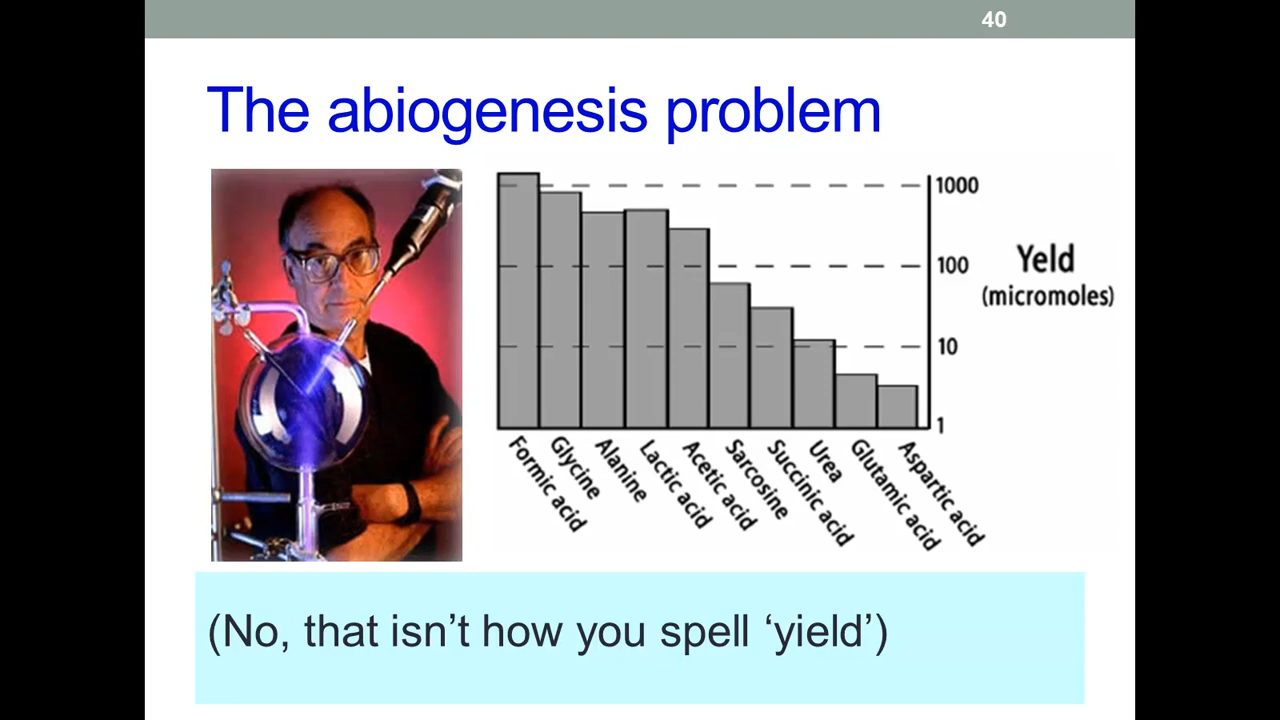 40
The abiogenesis problem
1000
100
10
1
Yeld
(micromoles)
Formic acid
Glycine
Alanine
Lactic acid
Acetic acid
Sarcosine
Succinic acid
Urea
Glutamic acid
Aspartic acid
(No, that isn’t how you spell ‘yield’)